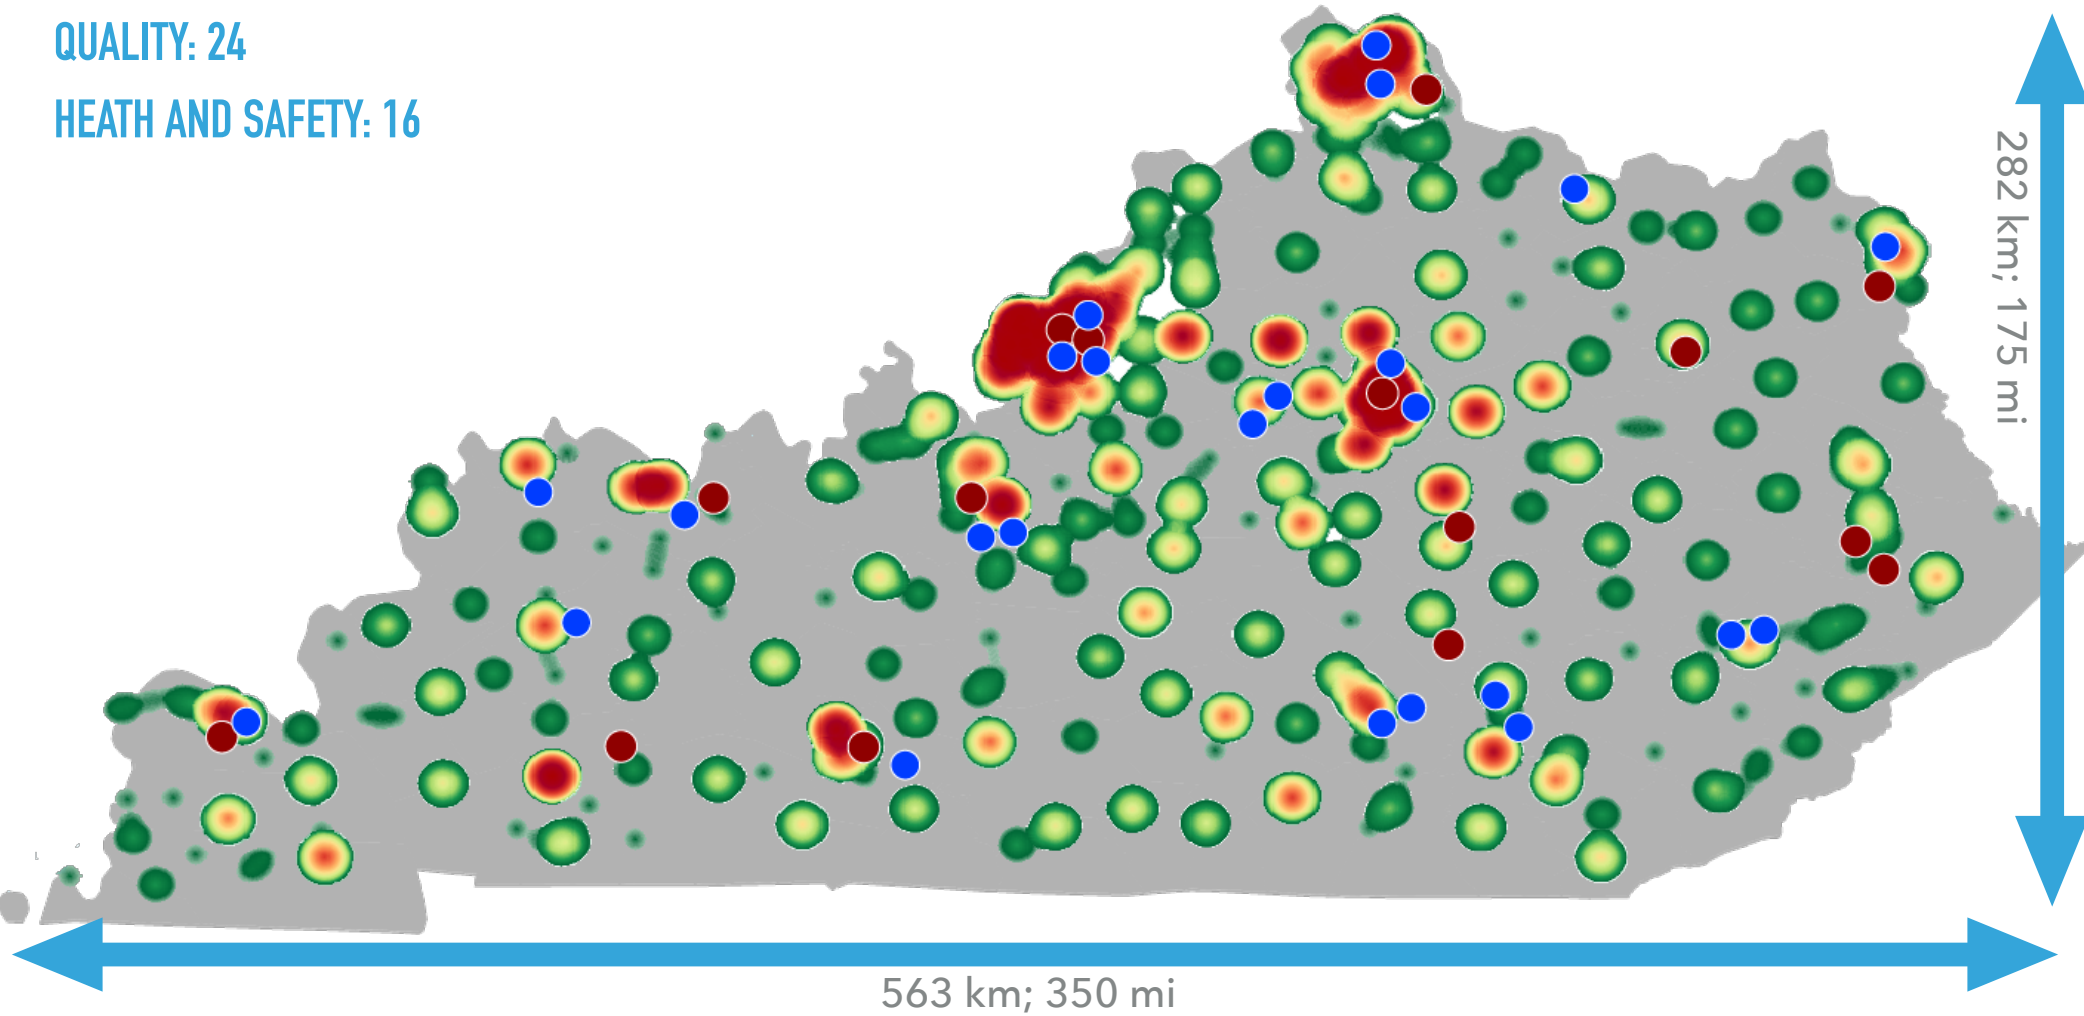 QUALITY: 24
HEATH AND SAFETY: 16
282 km; 175 mi
563 km; 350 mi